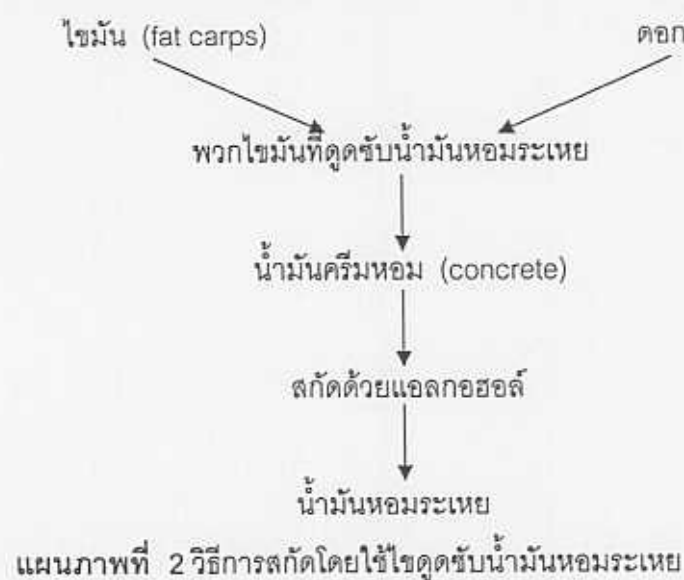 ไขมัน (fat carps) ดอก
พวกไขมันที่ดูดซับน้ำมันหอมระเหย
น้ำมันครีมหอม (concrete)
สกัดด้วยแอลกอฮอล์
น้ำมันหอมระเหย
แผนภาพที่ 2 วิธีการสกัดโดยใช้ไขดูดซับน้ำมันหอมระเหย